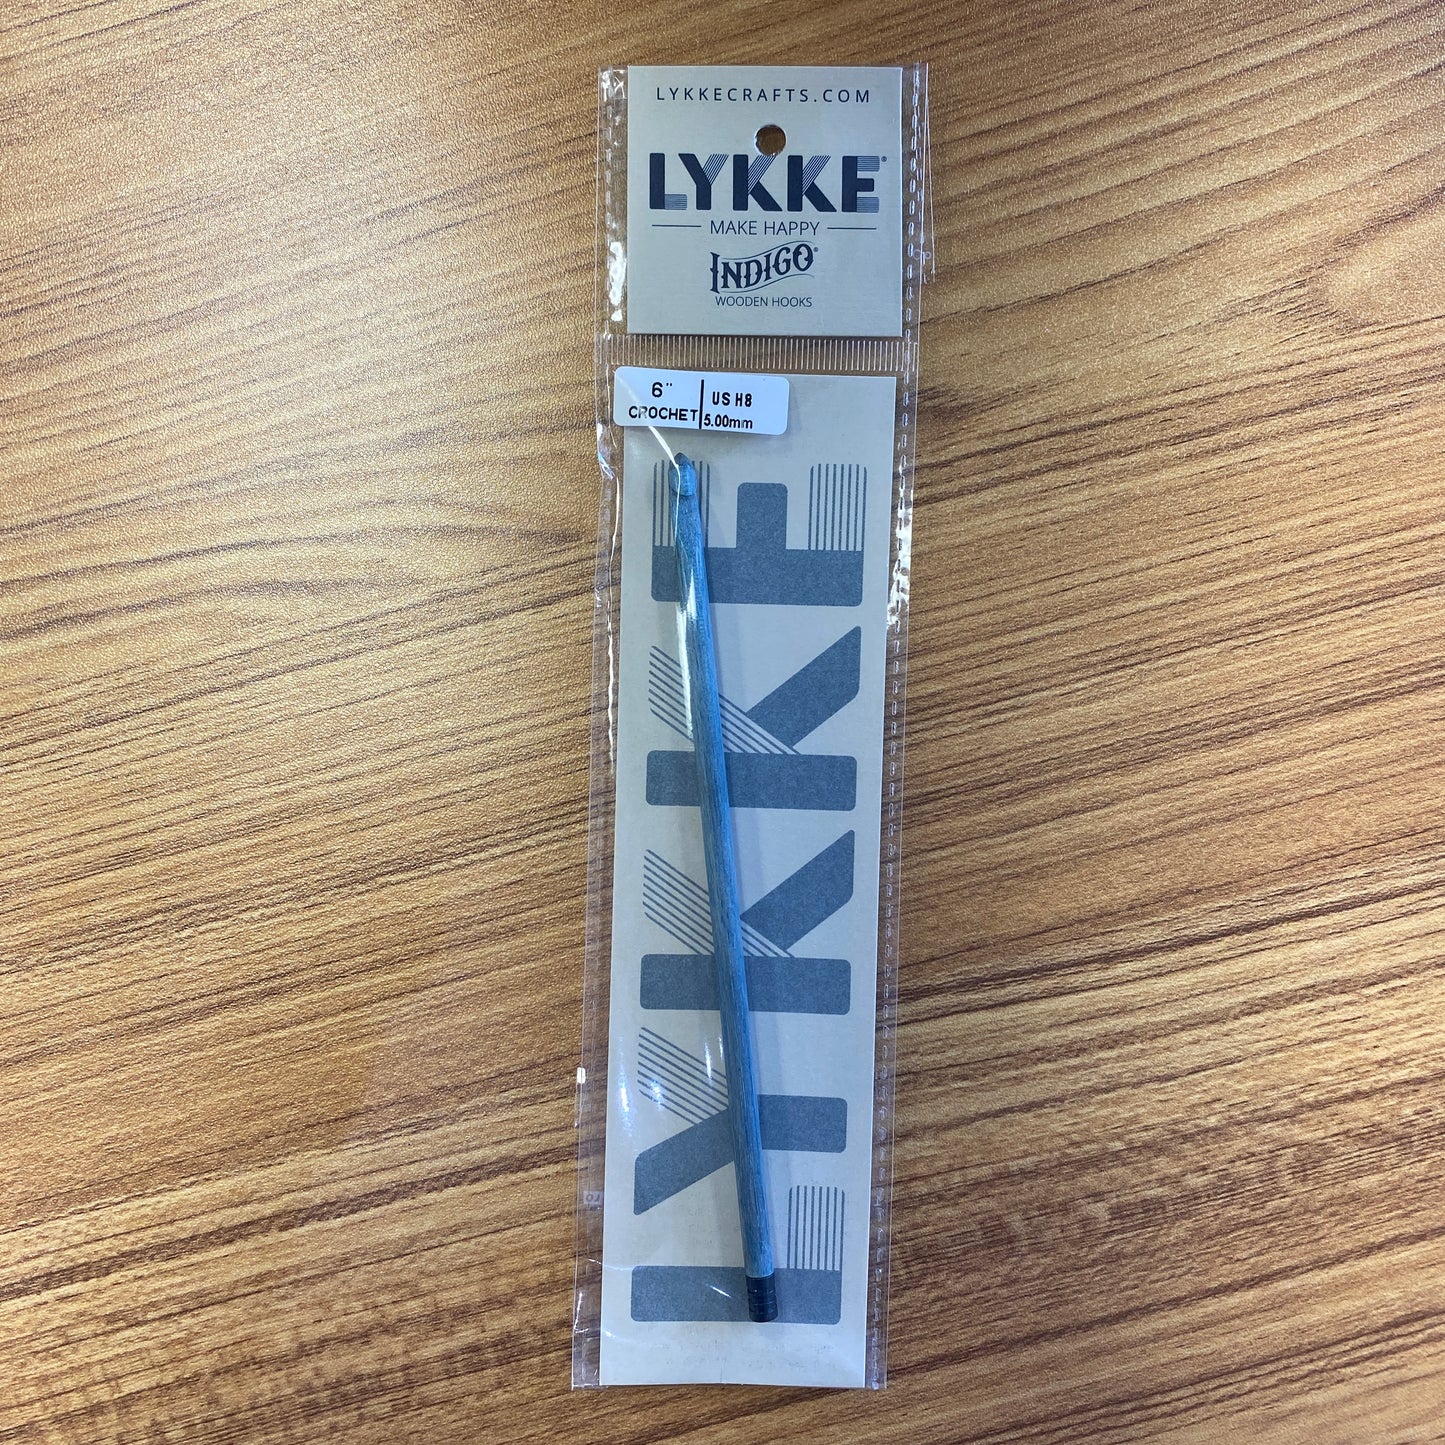 LYKKECRAFTS.COM
LYKKE®
MAKE HAPPY
INDIGO®
WOODEN HOOKS
6"
CROCHET
US H8
5.00mm
LYKKE